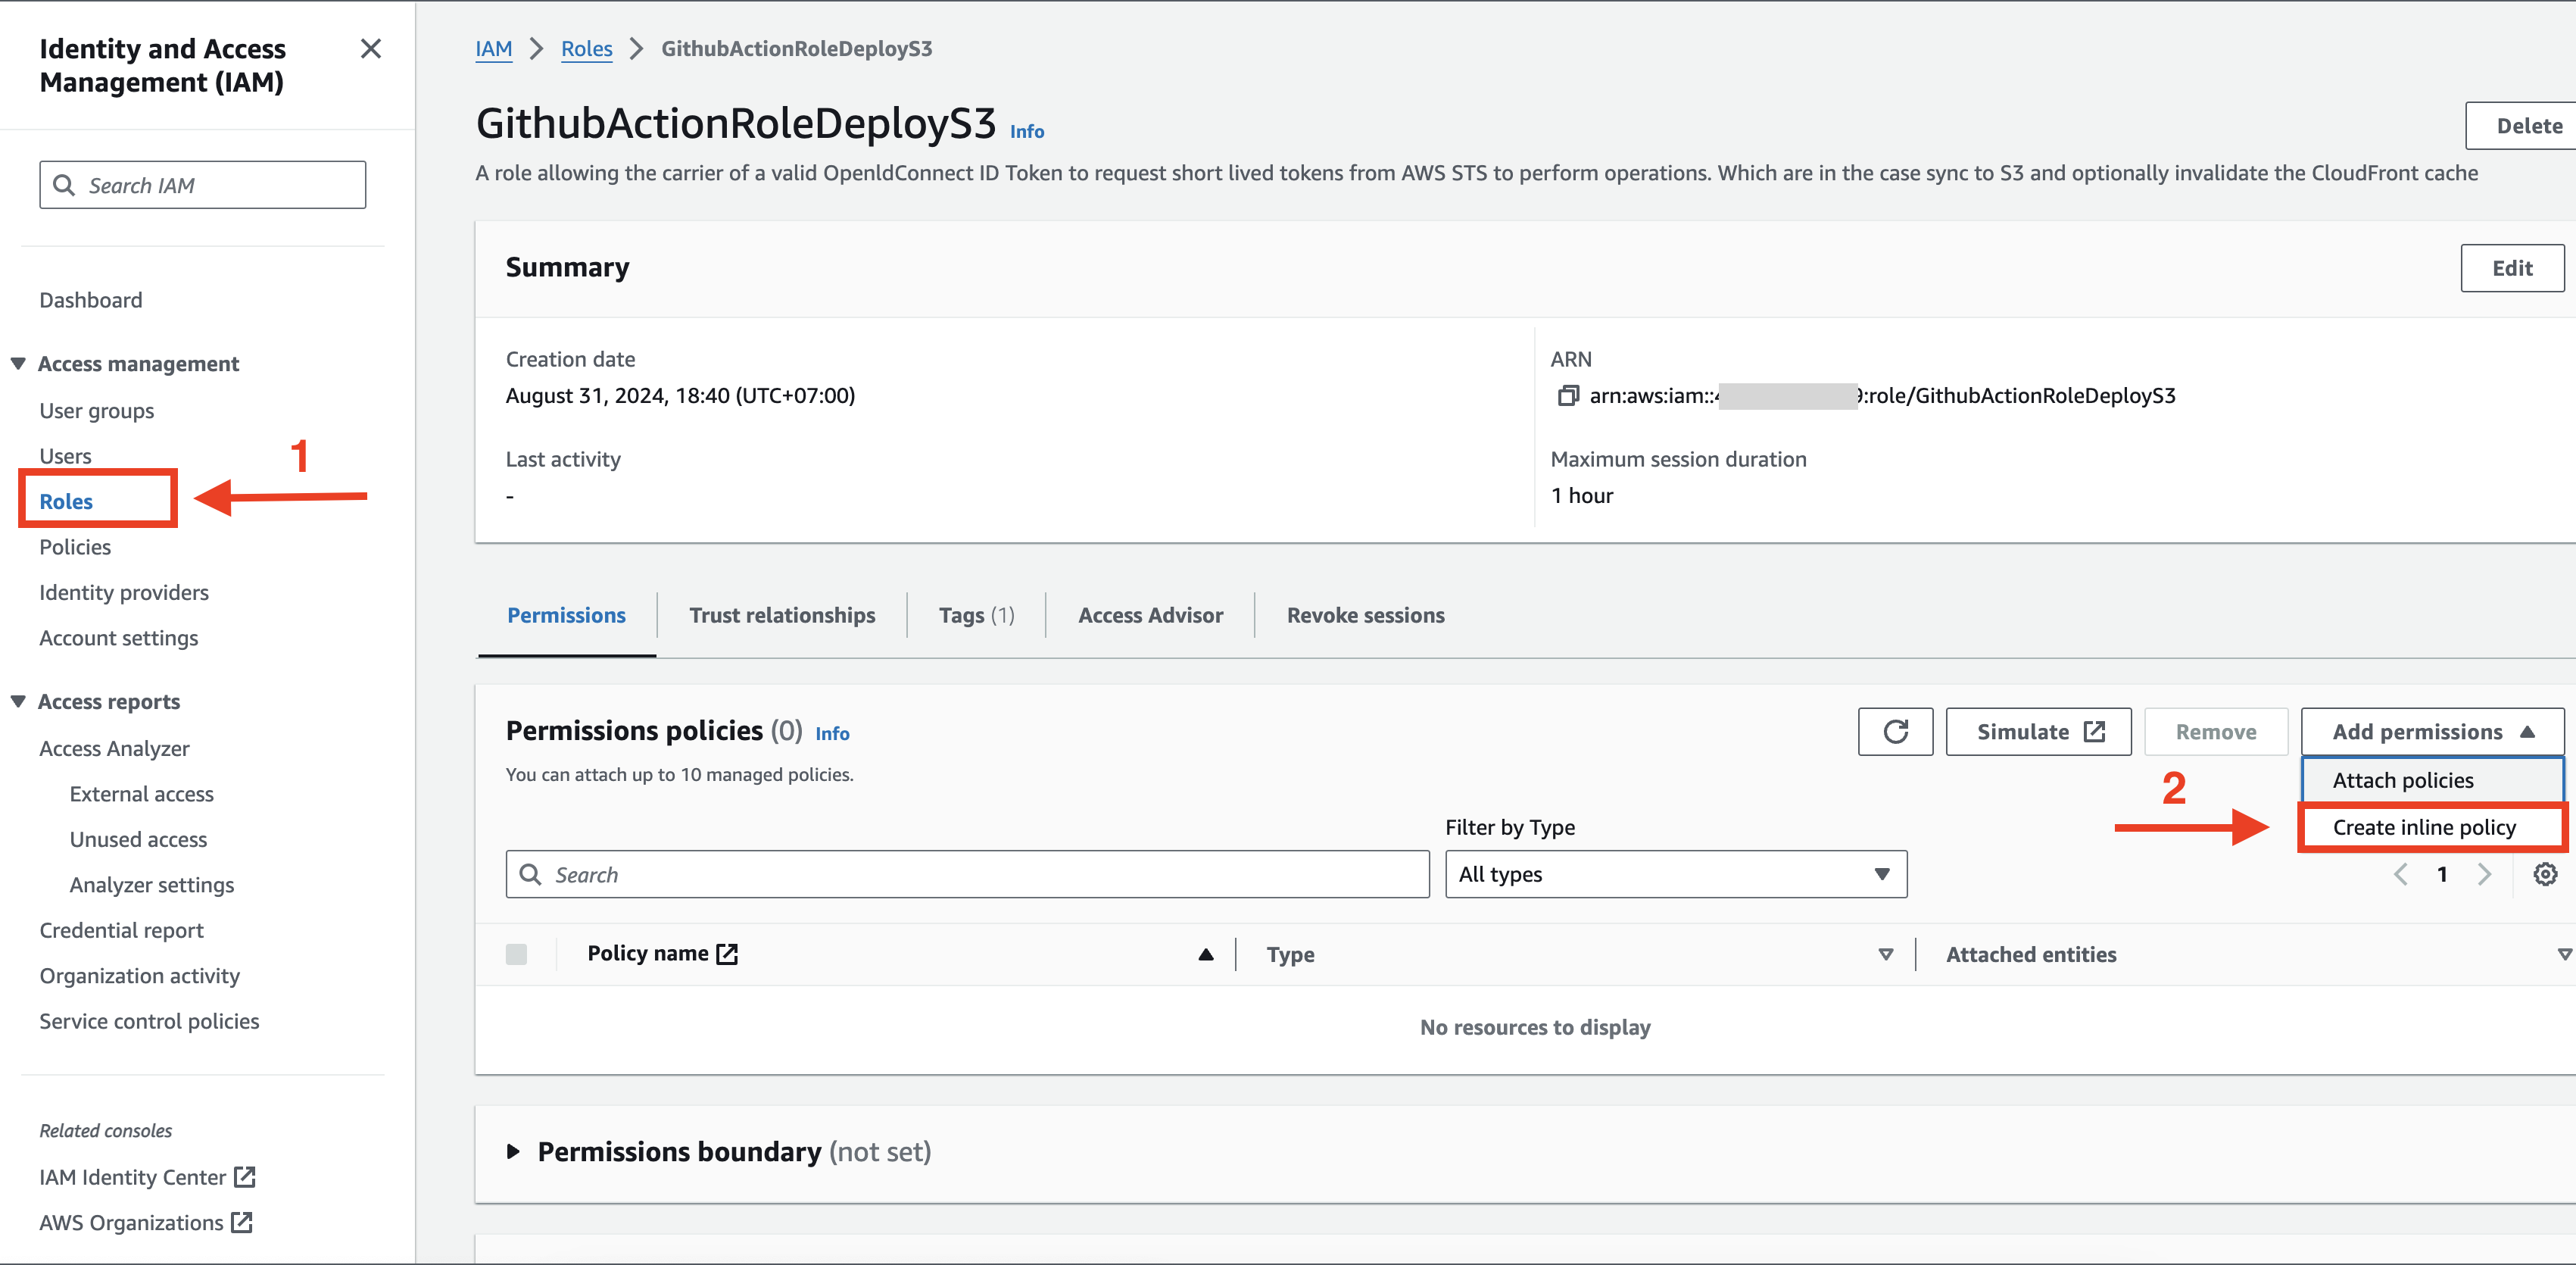 Identity and Access
Management (IAM)
Search IAM
Dashboard
Access management
User groups
Users
1
Roles
Policies
Identity providers
Account settings
Access reports
Access Analyzer
External access
Unused access
Analyzer settings
Credential report
Organization activity
Service control policies
Related consoles
IAM Identity Center
AWS Organizations
IAM > Roles > GithubActionRoleDeployS3
GithubActionRoleDeployS3 Info
Delete
A role allowing the carrier of a valid OpenIdConnect ID Token to request short lived tokens from AWS STS to perform operations. Which are in the case sync to S3 and optionally invalidate the CloudFront cache
Summary
Edit
Creation date
August 31, 2024, 18:40 (UTC+07:00)
ARN
arn:aws:iam:: :role/GithubActionRoleDeployS3
Last activity
-
Maximum session duration
1 hour
Permissions Trust relationships Tags (1) Access Advisor Revoke sessions
Permissions policies (0) Info
Simulate Remove Add permissions
You can attach up to 10 managed policies.
Attach policies
2
Create inline policy
Filter by Type
Search
All types
1
Policy name Type Attached entities
No resources to display
Permissions boundary (not set)